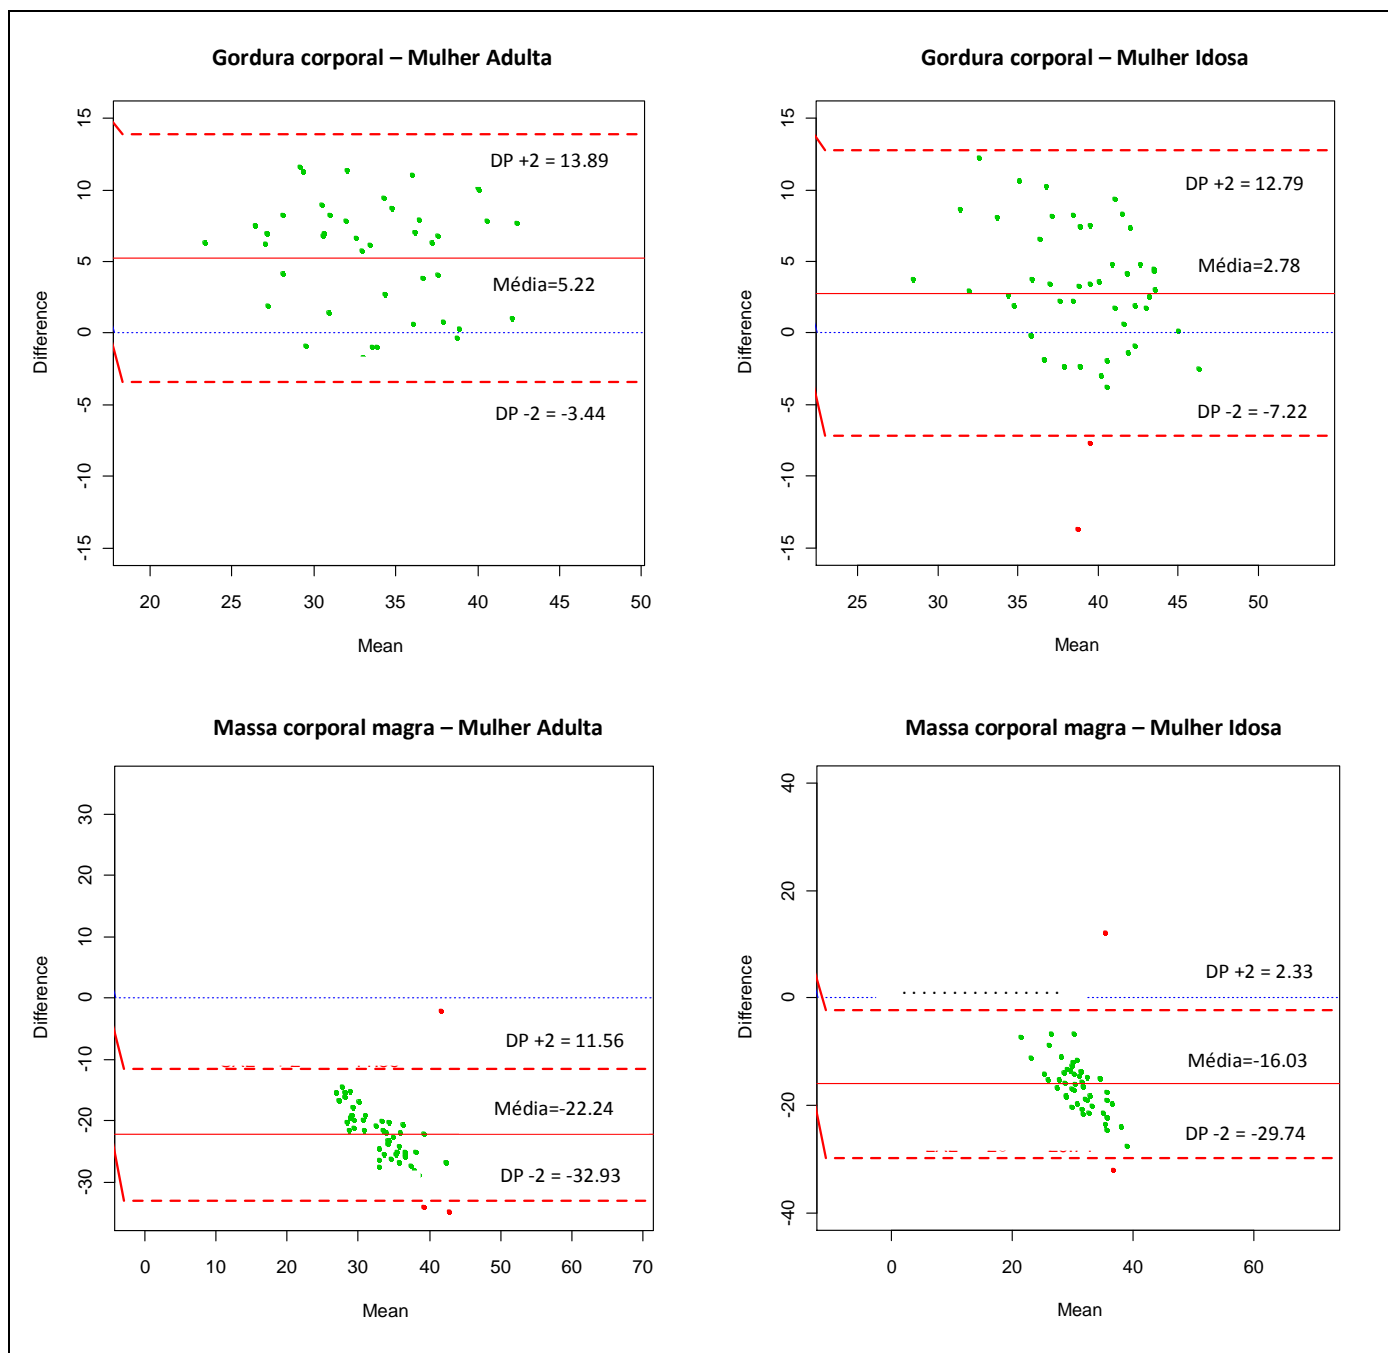 Gordura corporal – Mulher Adulta
Difference
15
10
5
0
-5
-10
-15
DP +2 = 13.89
Média=5.22
DP -2 = -3.44
20 25 30 35 40 45 50
Mean
Gordura corporal – Mulher Idosa
Difference
15
10
5
0
-5
-10
-15
DP +2 = 12.79
Média=2.78
DP -2 = -7.22
25 30 35 40 45 50
Mean
Massa corporal magra – Mulher Adulta
Difference
30
20
10
0
-10
-20
-30
DP +2 = 11.56
Média=-22.24
DP -2 = -32.93
0 10 20 30 40 50 60 70
Mean
Massa corporal magra – Mulher Idosa
Difference
40
20
0
-20
-40
DP +2 = 2.33
Média=-16.03
DP -2 = -29.74
0 20 40 60
Mean